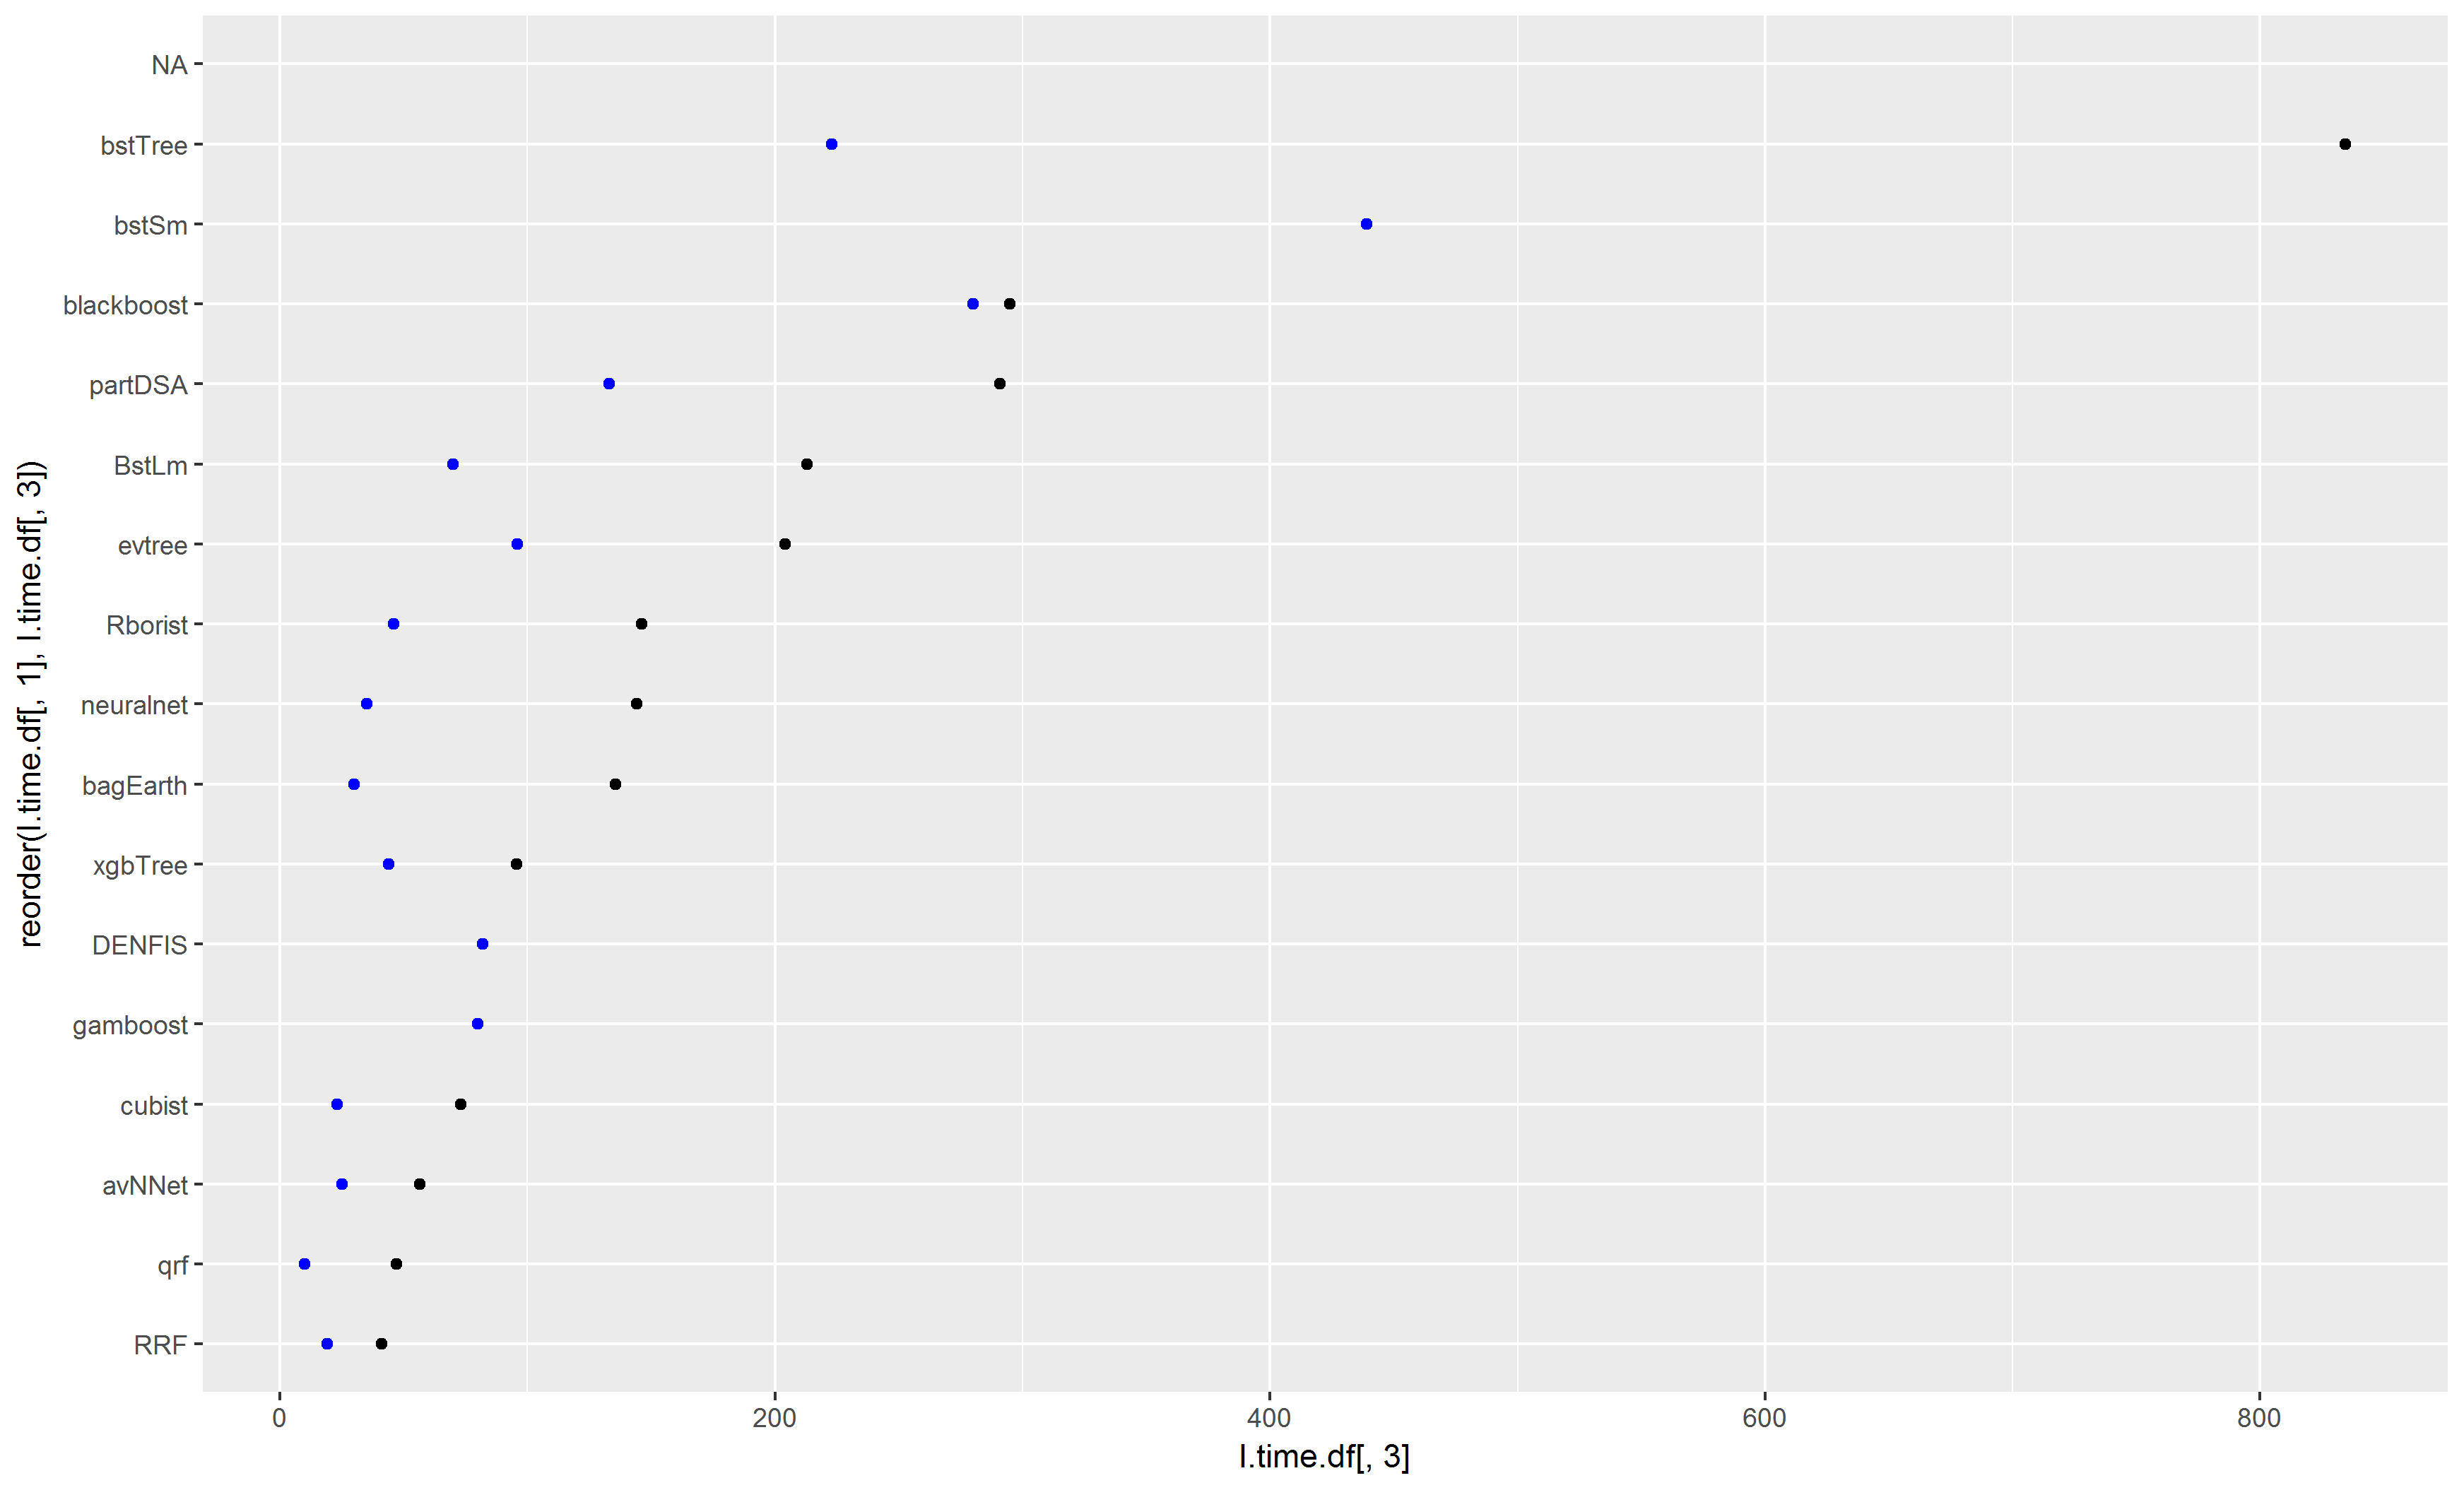 NA
bstTree
bstSm
blackboost
partDSA
BstLm
evtree
Rborist
neuralnet
bagEarth
xgbTree
DENFIS
gamboost
cubist
avNNet
qrf
RRF
reorder(l.time.df[, 1], l.time.df[, 3])
0 200 400 600 800
l.time.df[, 3]